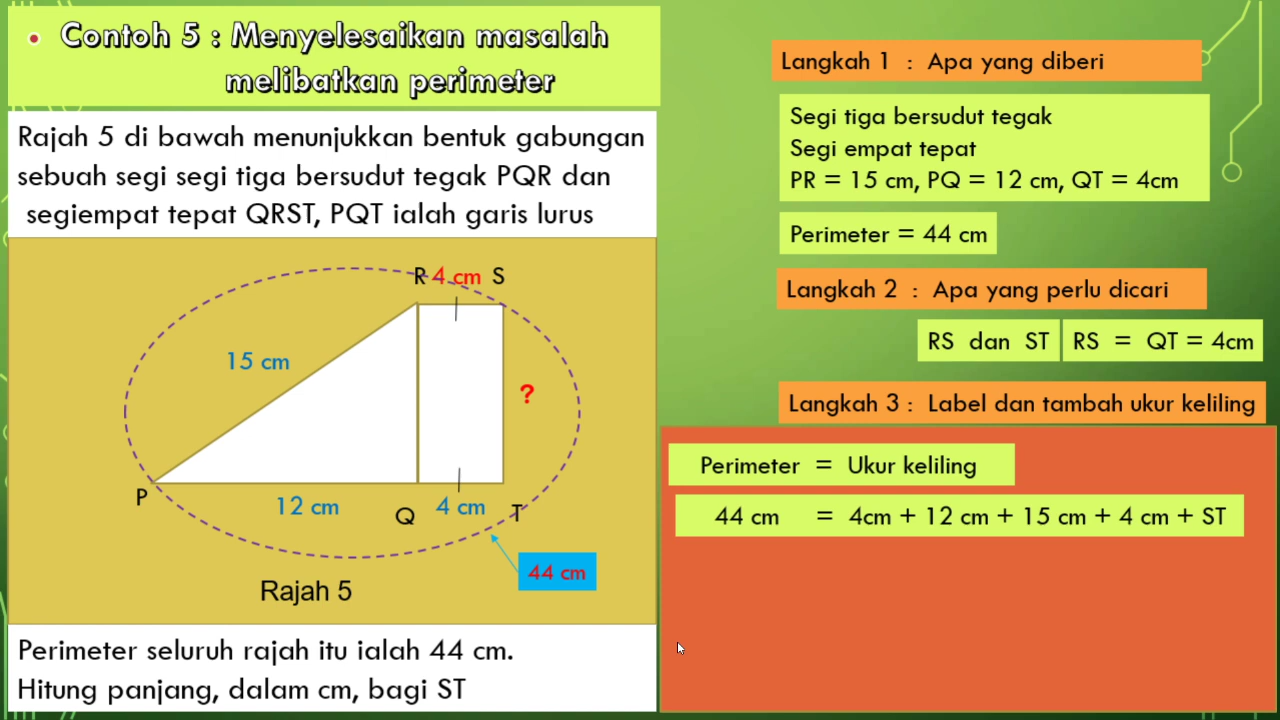 • Contoh 5 : Menyelesaikan masalah
melibatkan perimeter
Rajah 5 di bawah menunjukkan bentuk gabungan
sebuah segi segi tiga bersudut tegak PQR dan
segiempat tepat QRST, PQT ialah garis lurus
R 4 cm S
15 cm
?
P
12 cm
Q
4 cm
T
44 cm
Rajah 5
Perimeter seluruh rajah itu ialah 44 cm.
Hitung panjang, dalam cm, bagi ST
Langkah 1 : Apa yang diberi
Segi tiga bersudut tegak
Segi empat tepat
PR = 15 cm, PQ = 12 cm, QT = 4cm
Perimeter = 44 cm
Langkah 2 : Apa yang perlu dicari
RS dan ST
RS = QT = 4cm
Langkah 3 : Label dan tambah ukur keliling
Perimeter = Ukur keliling
44 cm = 4cm + 12 cm + 15 cm + 4 cm + ST